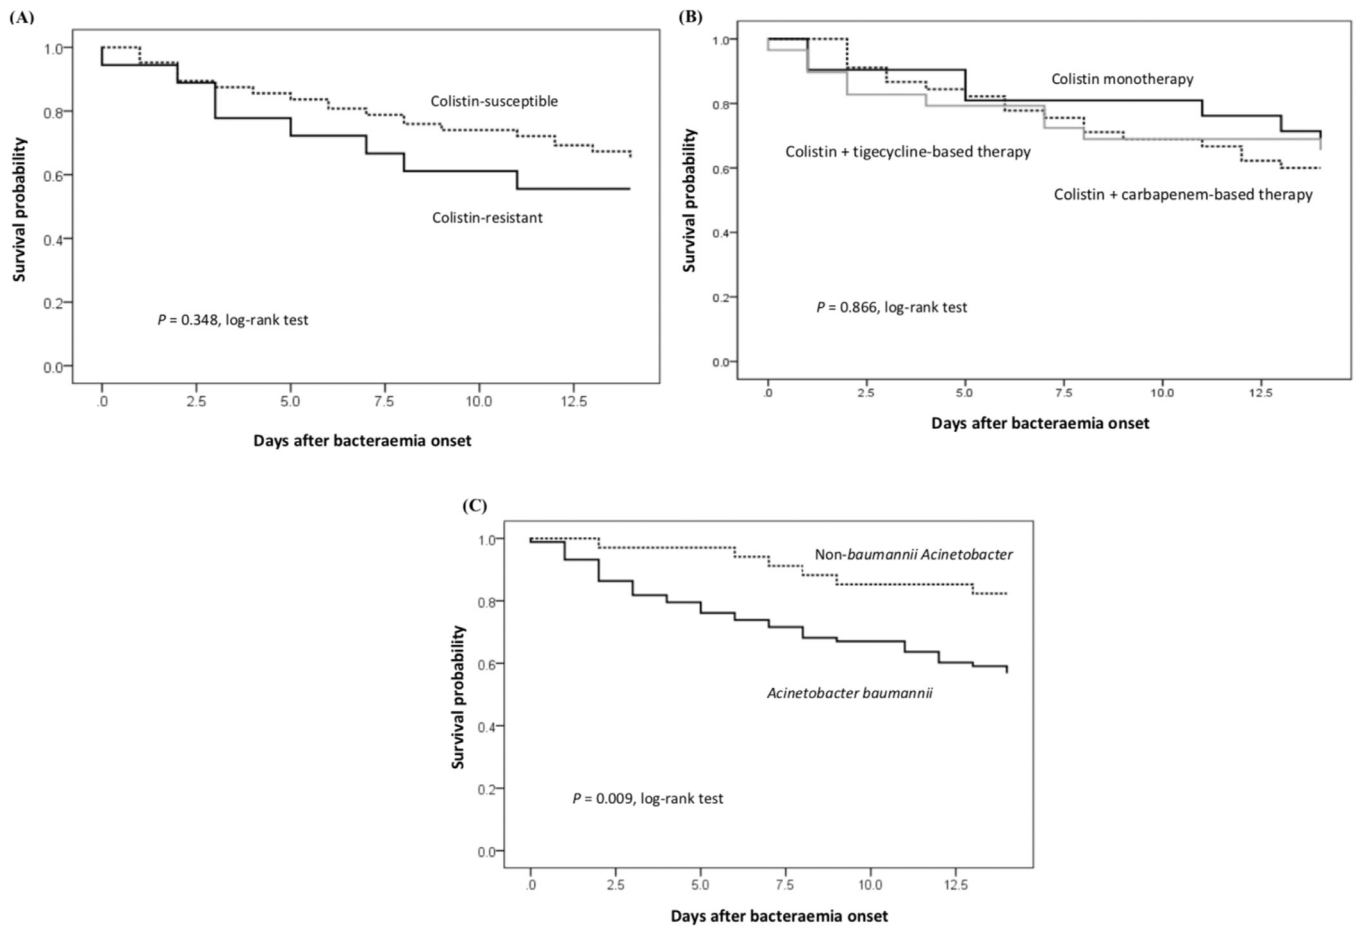 (A)
1.0
0.8
0.6
0.4
0.2
0.0
Survival probability
Colistin-susceptible
Colistin-resistant
P = 0.348, log-rank test
.0 2.5 5.0 7.5 10.0 12.5
Days after bacteraemia onset
(B)
1.0
0.8
0.6
0.4
0.2
0.0
Survival probability
Colistin monotherapy
Colistin + tigecycline-based therapy
Colistin + carbapenem-based therapy
P = 0.866, log-rank test
.0 2.5 5.0 7.5 10.0 12.5
Days after bacteraemia onset
(C)
1.0
0.8
0.6
0.4
0.2
0.0
Survival probability
Non-baumannii Acinetobacter
Acinetobacter baumannii
P = 0.009, log-rank test
.0 2.5 5.0 7.5 10.0 12.5
Days after bacteraemia onset